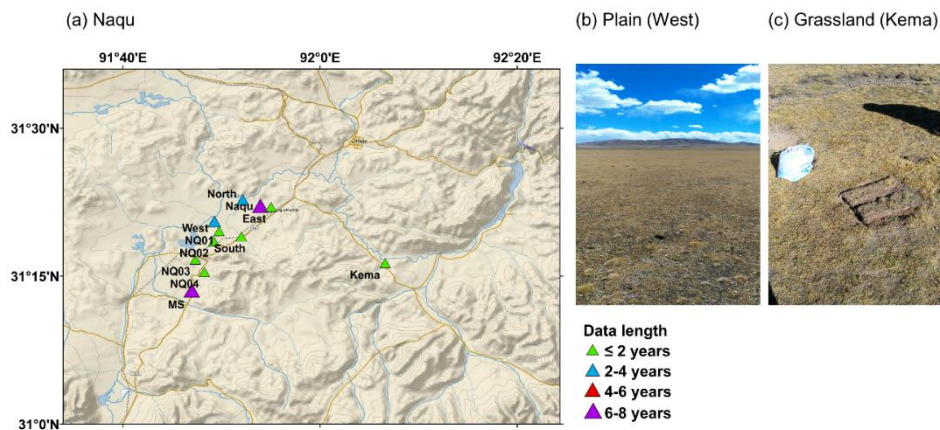 (a) Naqu
(b) Plain (West)
(c) Grassland (Kema)
91°40'E
92°0'E
92°20'E
31°30'
31°15'
31°0'
North
Naqu
East
West
NQ01
South
NQ02
NQ03
NQ04
MS
Kema
Data length
≤ 2 years
2-4 years
4-6 years
6-8 years